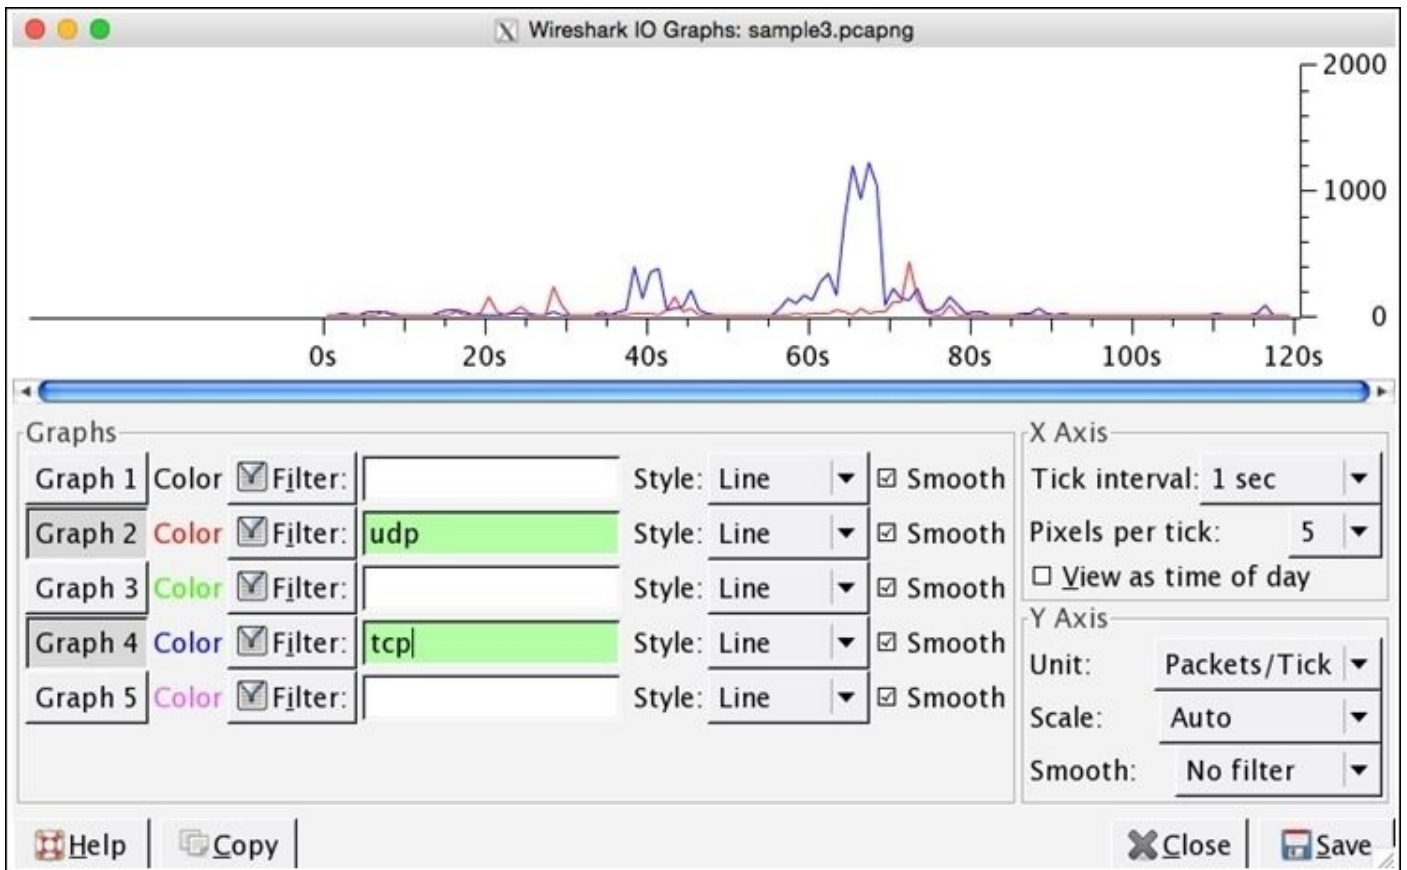 Wireshark IO Graphs: sample3.pcapng
2000
1000
0
0s 20s 40s 60s 80s 100s 120s
Graphs
Graph 1 Color Filter: Style: Line Smooth
Graph 2 Color Filter: udp Style: Line Smooth
Graph 3 Color Filter: Style: Line Smooth
Graph 4 Color Filter: tcp Style: Line Smooth
Graph 5 Color Filter: Style: Line Smooth
X Axis
Tick interval: 1 sec
Pixels per tick: 5
View as time of day
Y Axis
Unit: Packets/Tick
Scale: Auto
Smooth: No filter
Help Copy Close Save